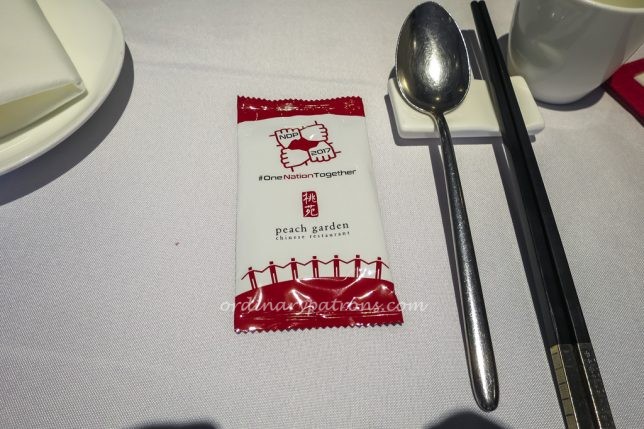 NDP
2017
#OneNationTogether
桃
苑
peach garden
chinese restaurant
ordinarypatrons.com